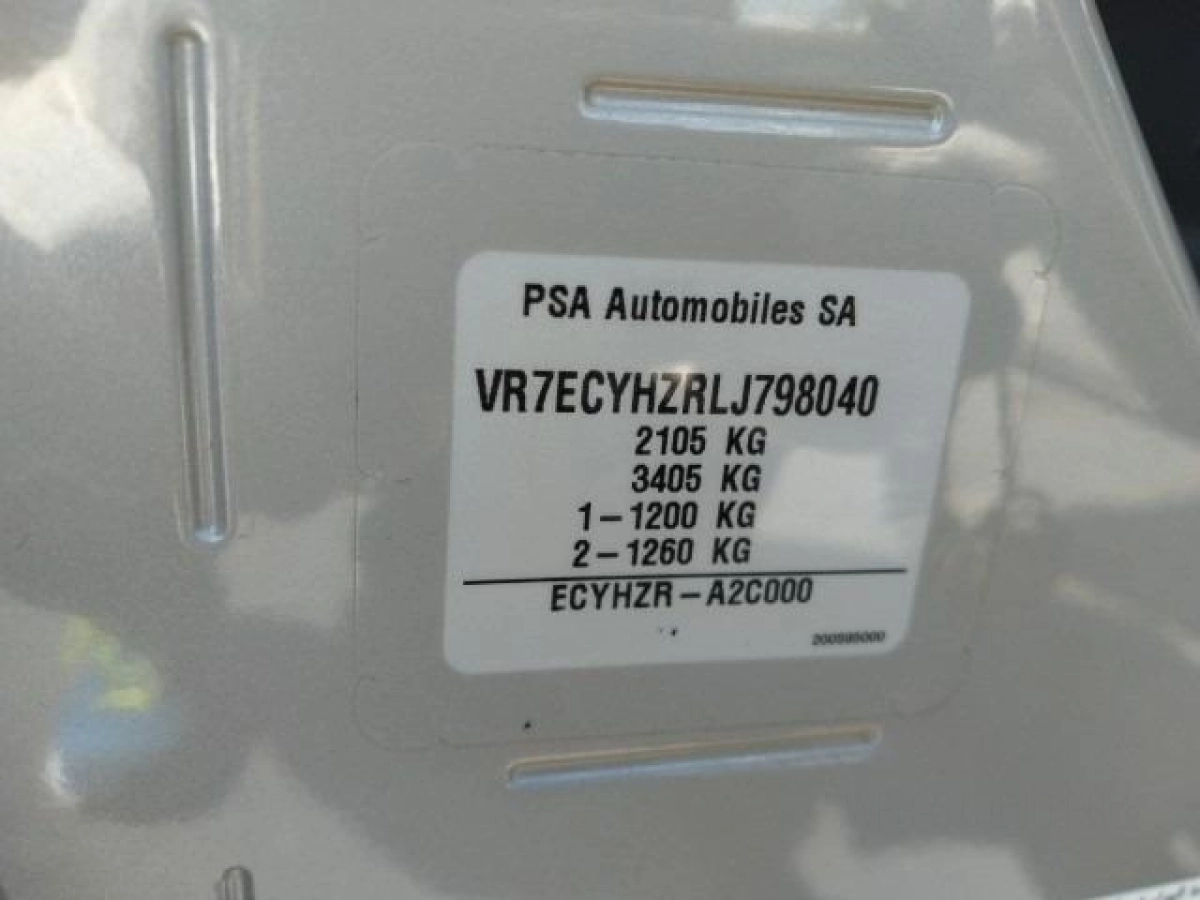 PSA Automobiles SA
VR7ECYHZRLJ798040
2105 KG
3405 KG
1-1200 KG
2-1260 KG
ECYHZR-A2C000